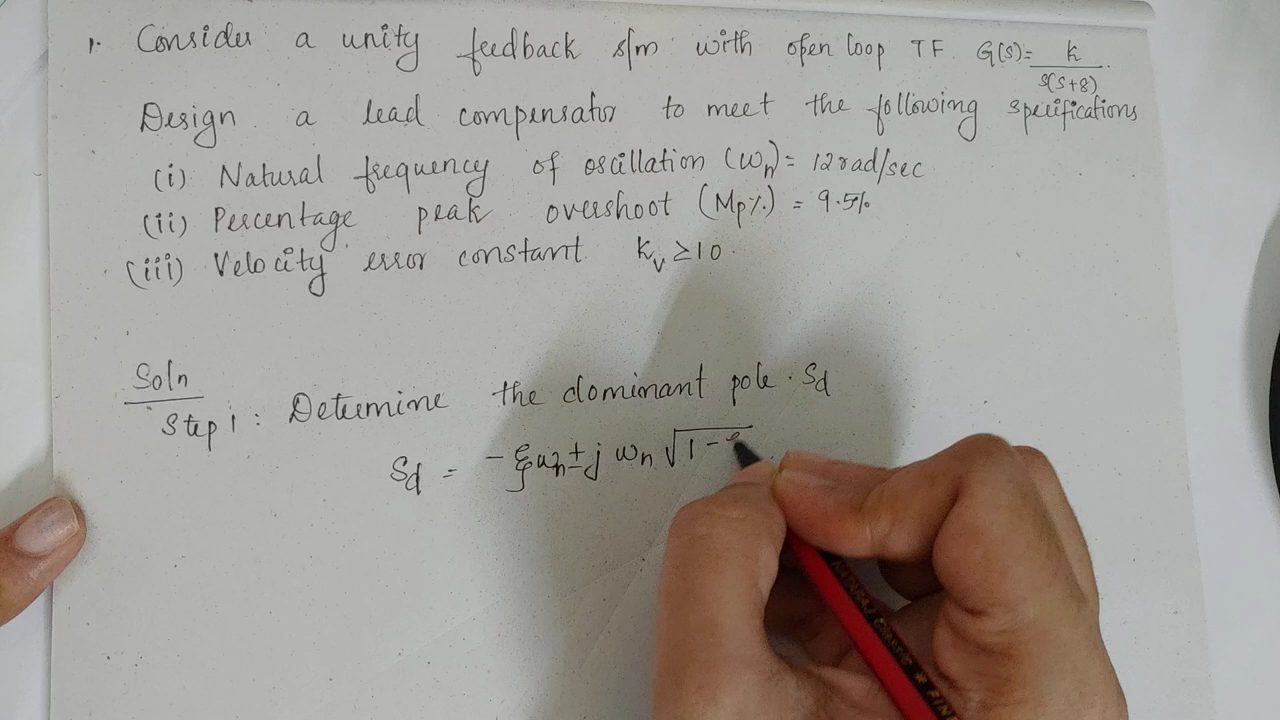 1. Consider a unity feedback s/m with open loop TF G(s)= k/s(s+8).
Design a lead compensator to meet the following specifications
(i) Natural frequency of oscillation (ωn)= 12 rad/sec
(ii) Percentage peak overshoot (Mp%) = 9.5%
(iii) Velocity error constant kv ≥10.
Soln
Step 1 : Determine the dominant pole. Sd
Sd = -ξωn ± j ωn √1-